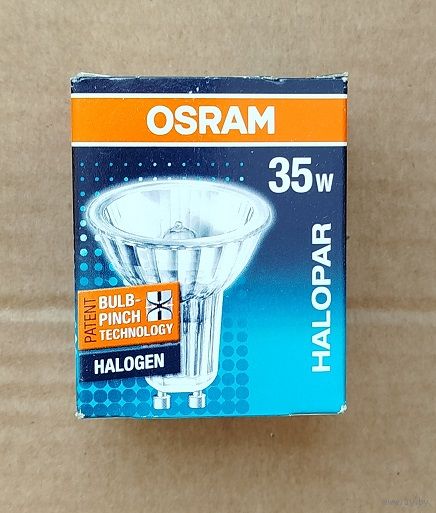 OSRAM
35W
HALOPAR
PATENT
BULB-
PINCH
TECHNOLOGY
HALOGEN